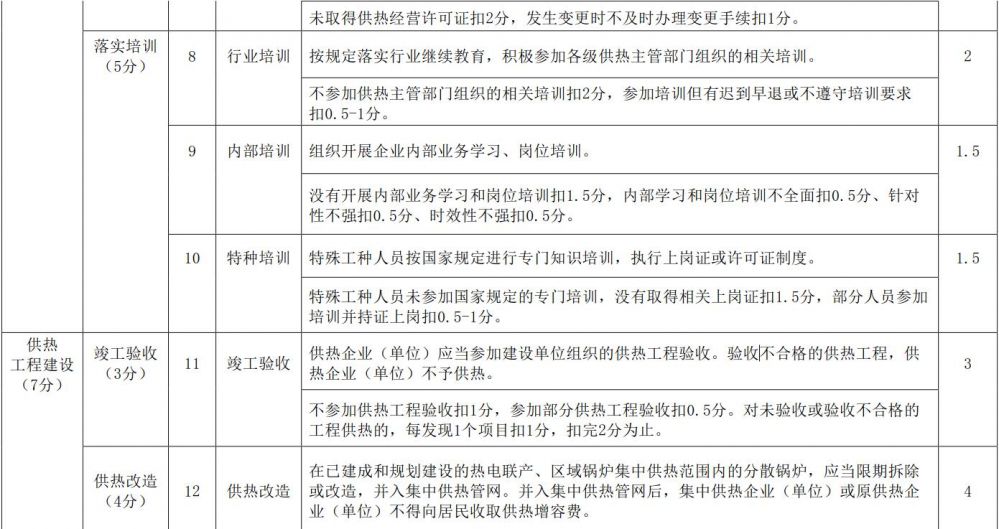 未取得供热经营许可证扣2分，发生变更时不及时办理变更手续扣1分。
落实培训
（5分）
8
行业培训
按规定落实行业继续教育，积极参加各级供热主管部门组织的相关培训。
2
不参加供热主管部门组织的相关培训扣2分，参加培训但有迟到早退或不遵守培训要求
扣0.5-1分。
9
内部培训
组织开展企业内部业务学习、岗位培训。
1.5
没有开展内部业务学习和岗位培训扣1.5分，内部学习和岗位培训不全面扣0.5分、针对
性不强扣0.5分、时效性不强扣0.5分。
10
特种培训
特殊工种人员按国家规定进行专门知识培训，执行上岗证或许可证制度。
1.5
特殊工种人员未参加国家规定的专门培训，没有取得相关上岗证扣1.5分，部分人员参加
培训并持证上岗扣0.5-1分。
供热
工程建设
（7分）
竣工验收
（3分）
11
竣工验收
供热企业（单位）应当参加建设单位组织的供热工程验收。验收不合格的供热工程，供
热企业（单位）不予供热。
3
不参加供热工程验收扣1分，参加部分供热工程验收扣0.5分。对未验收或验收不合格的
工程供热的，每发现1个项目扣1分，扣完2分为止。
供热改造
（4分）
12
供热改造
在已建成和规划建设的热电联产、区域锅炉集中供热范围内的分散锅炉，应当限期拆除
或改造，并入集中供热管网。并入集中供热管网后，集中供热企业（单位）或原供热企
业（单位）不得向居民收取供热增容费。
4